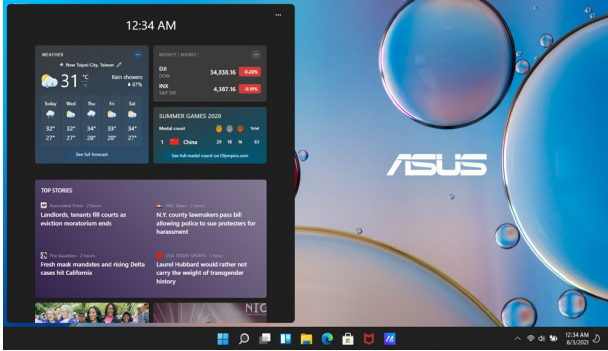 12:34 AM
WEATHER
New Taipei City, Taiwan
31 °C
°F
Rain showers
87%
Today Wed Thu Fri Sat
32° 32° 34° 33° 34°
27° 27° 28° 28° 27°
See full forecast
MONEY / MARKET
DJI
DOW
34,838.16 -0.28%
INX
S&P 500
4,387.16 -0.18%
SUMMER GAMES 2020
Medal count Total
1 China 29 18 16 63
See full medal count on Olympics.com
TOP STORIES
Associated Press · 2 hours
Landlords, tenants fill courts as
eviction moratorium ends
NBC News · 2 hours
N.Y. county lawmakers pass bill
allowing police to sue protesters for
harassment
The Guardian · 2 hours
Fresh mask mandates and rising Delta
cases hit California
USA TODAY SPORTS · 1 hour
Laurel Hubbard would rather not
carry the weight of transgender
history
NIC
ASUS
12:34 AM
8/3/2021